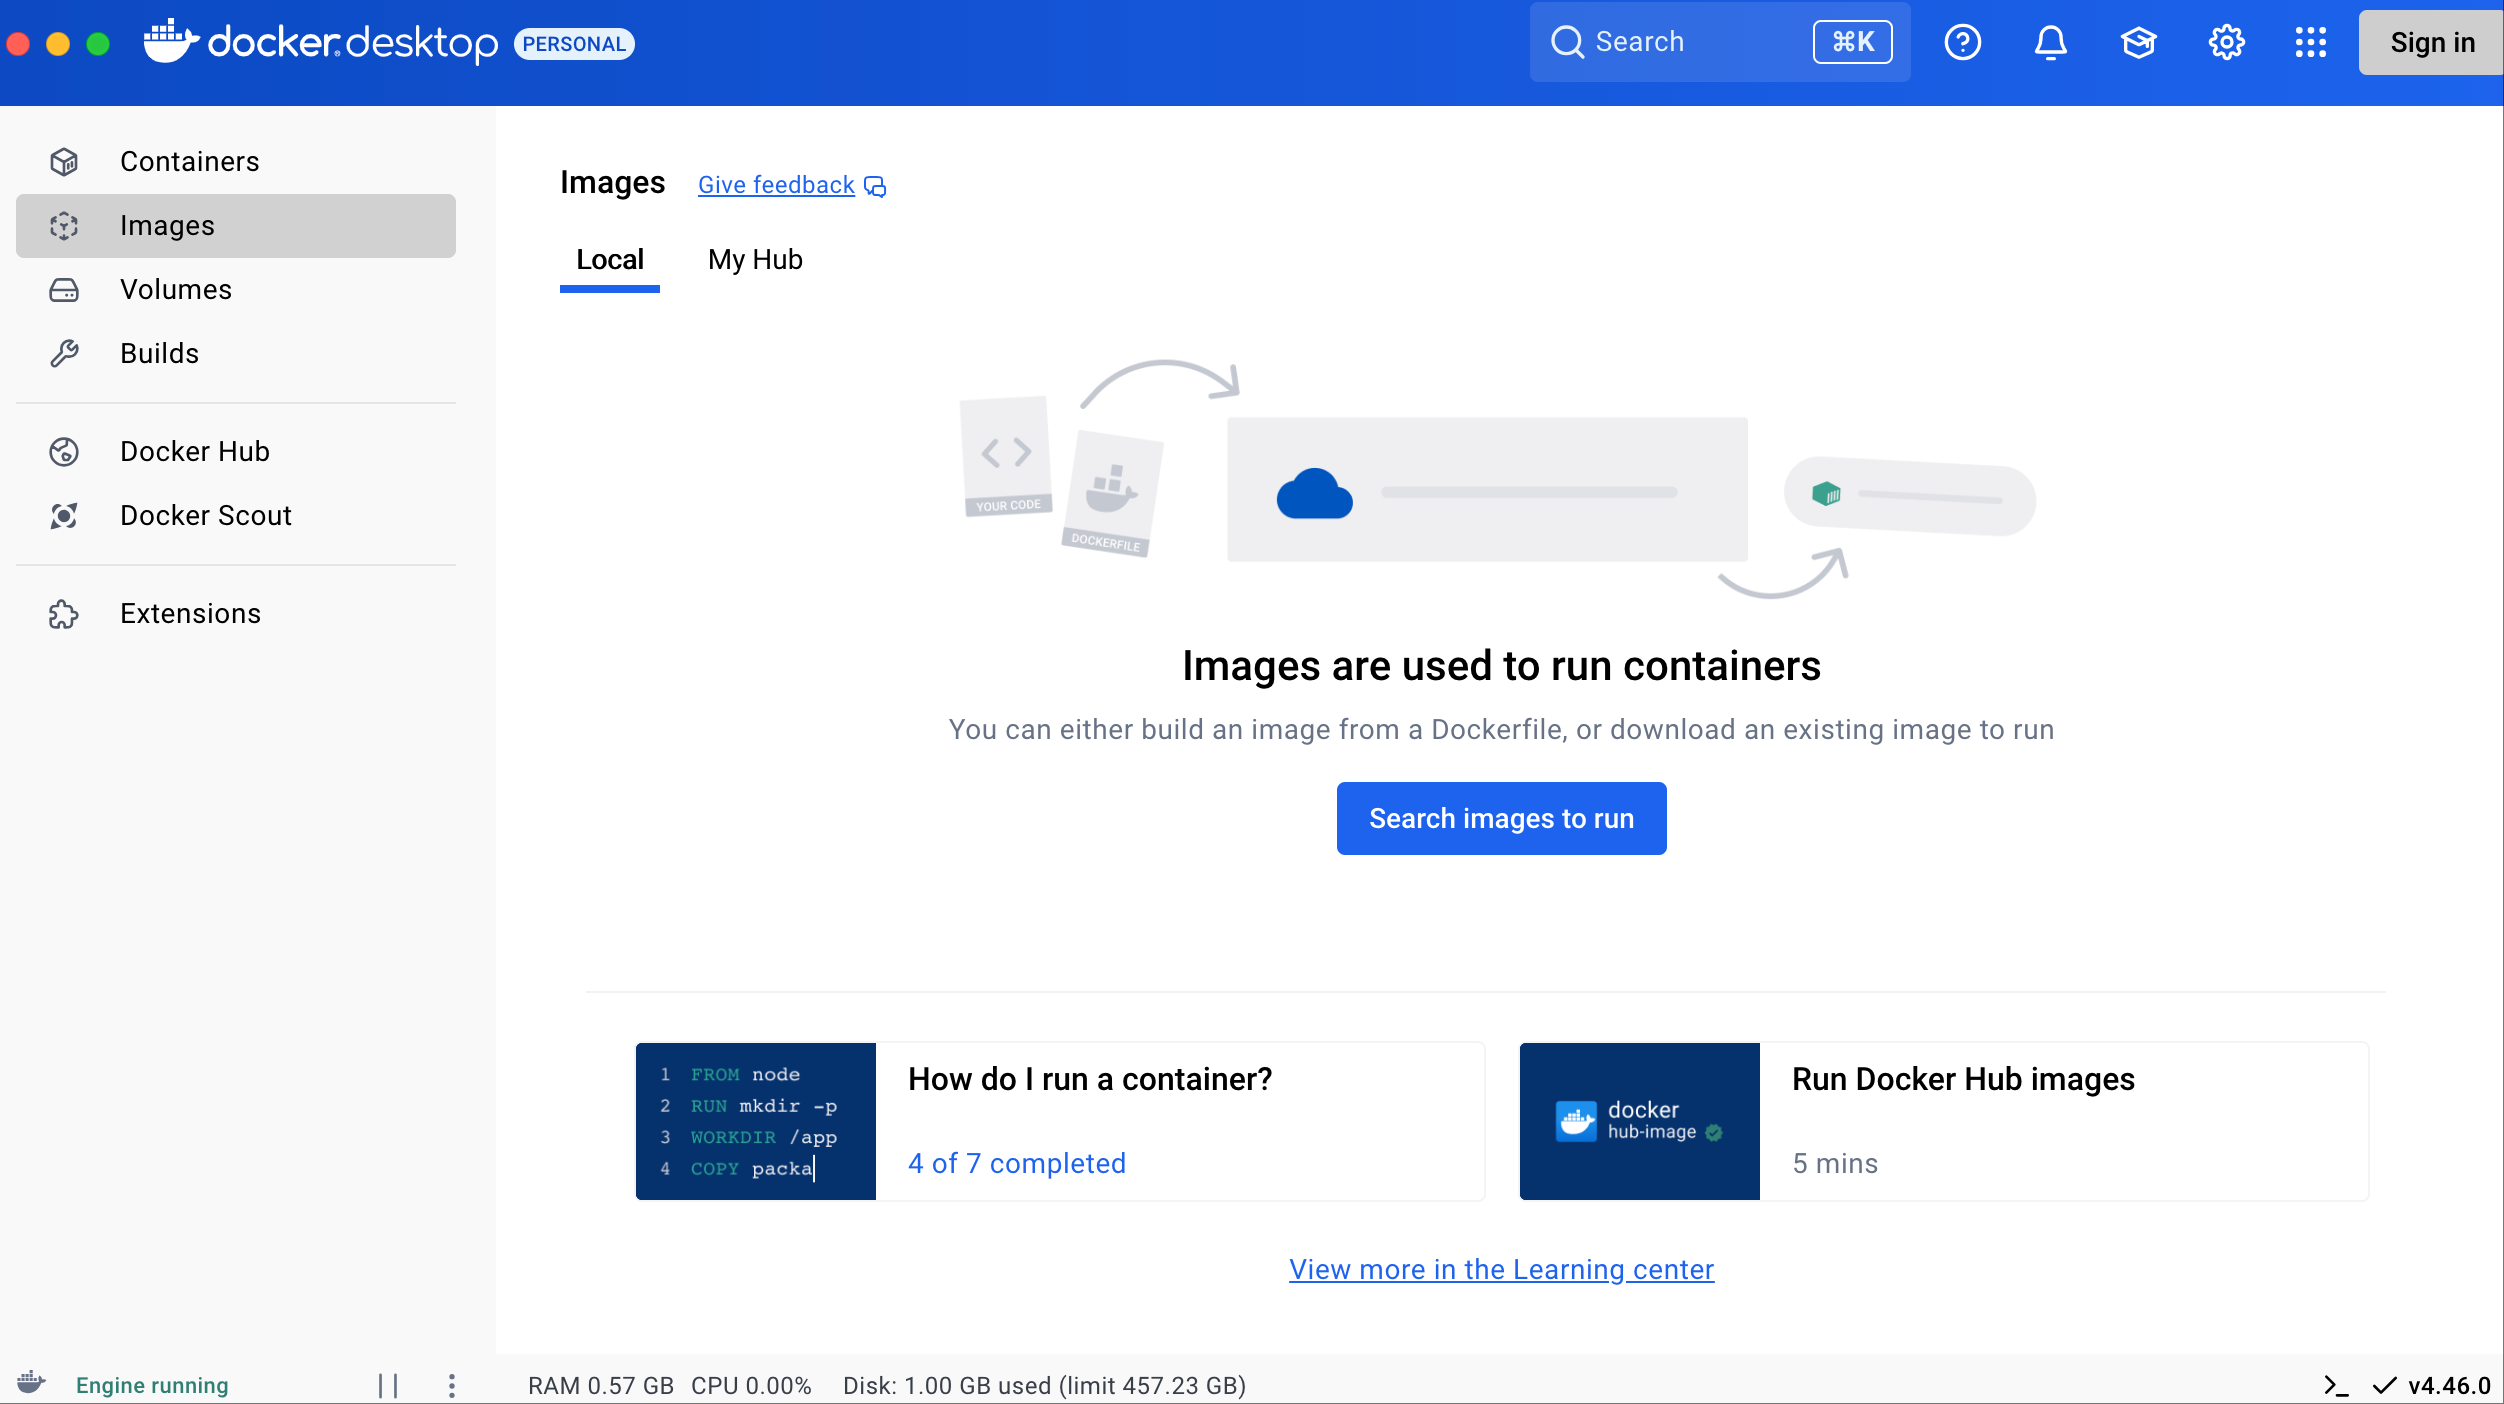 docker desktop PERSONAL
Search ⌘K
Sign in
Containers
Images
Volumes
Builds
Docker Hub
Docker Scout
Extensions
Images Give feedback
Local My Hub
YOUR CODE
DOCKERFILE
Images are used to run containers
You can either build an image from a Dockerfile, or download an existing image to run
Search images to run
1 FROM node
2 RUN mkdir -p
3 WORKDIR /app
4 COPY packa
How do I run a container?
4 of 7 completed
docker
hub-image
Run Docker Hub images
5 mins
View more in the Learning center
Engine running
RAM 0.57 GB CPU 0.00% Disk: 1.00 GB used (limit 457.23 GB)
v4.46.0